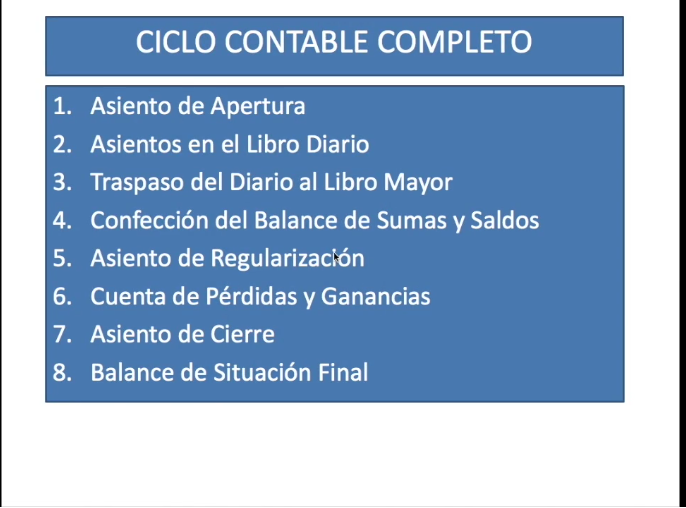 CICLO CONTABLE COMPLETO
1. Asiento de Apertura
2. Asientos en el Libro Diario
3. Traspaso del Diario al Libro Mayor
4. Confección del Balance de Sumas y Saldos
5. Asiento de Regularización
6. Cuenta de Pérdidas y Ganancias
7. Asiento de Cierre
8. Balance de Situación Final